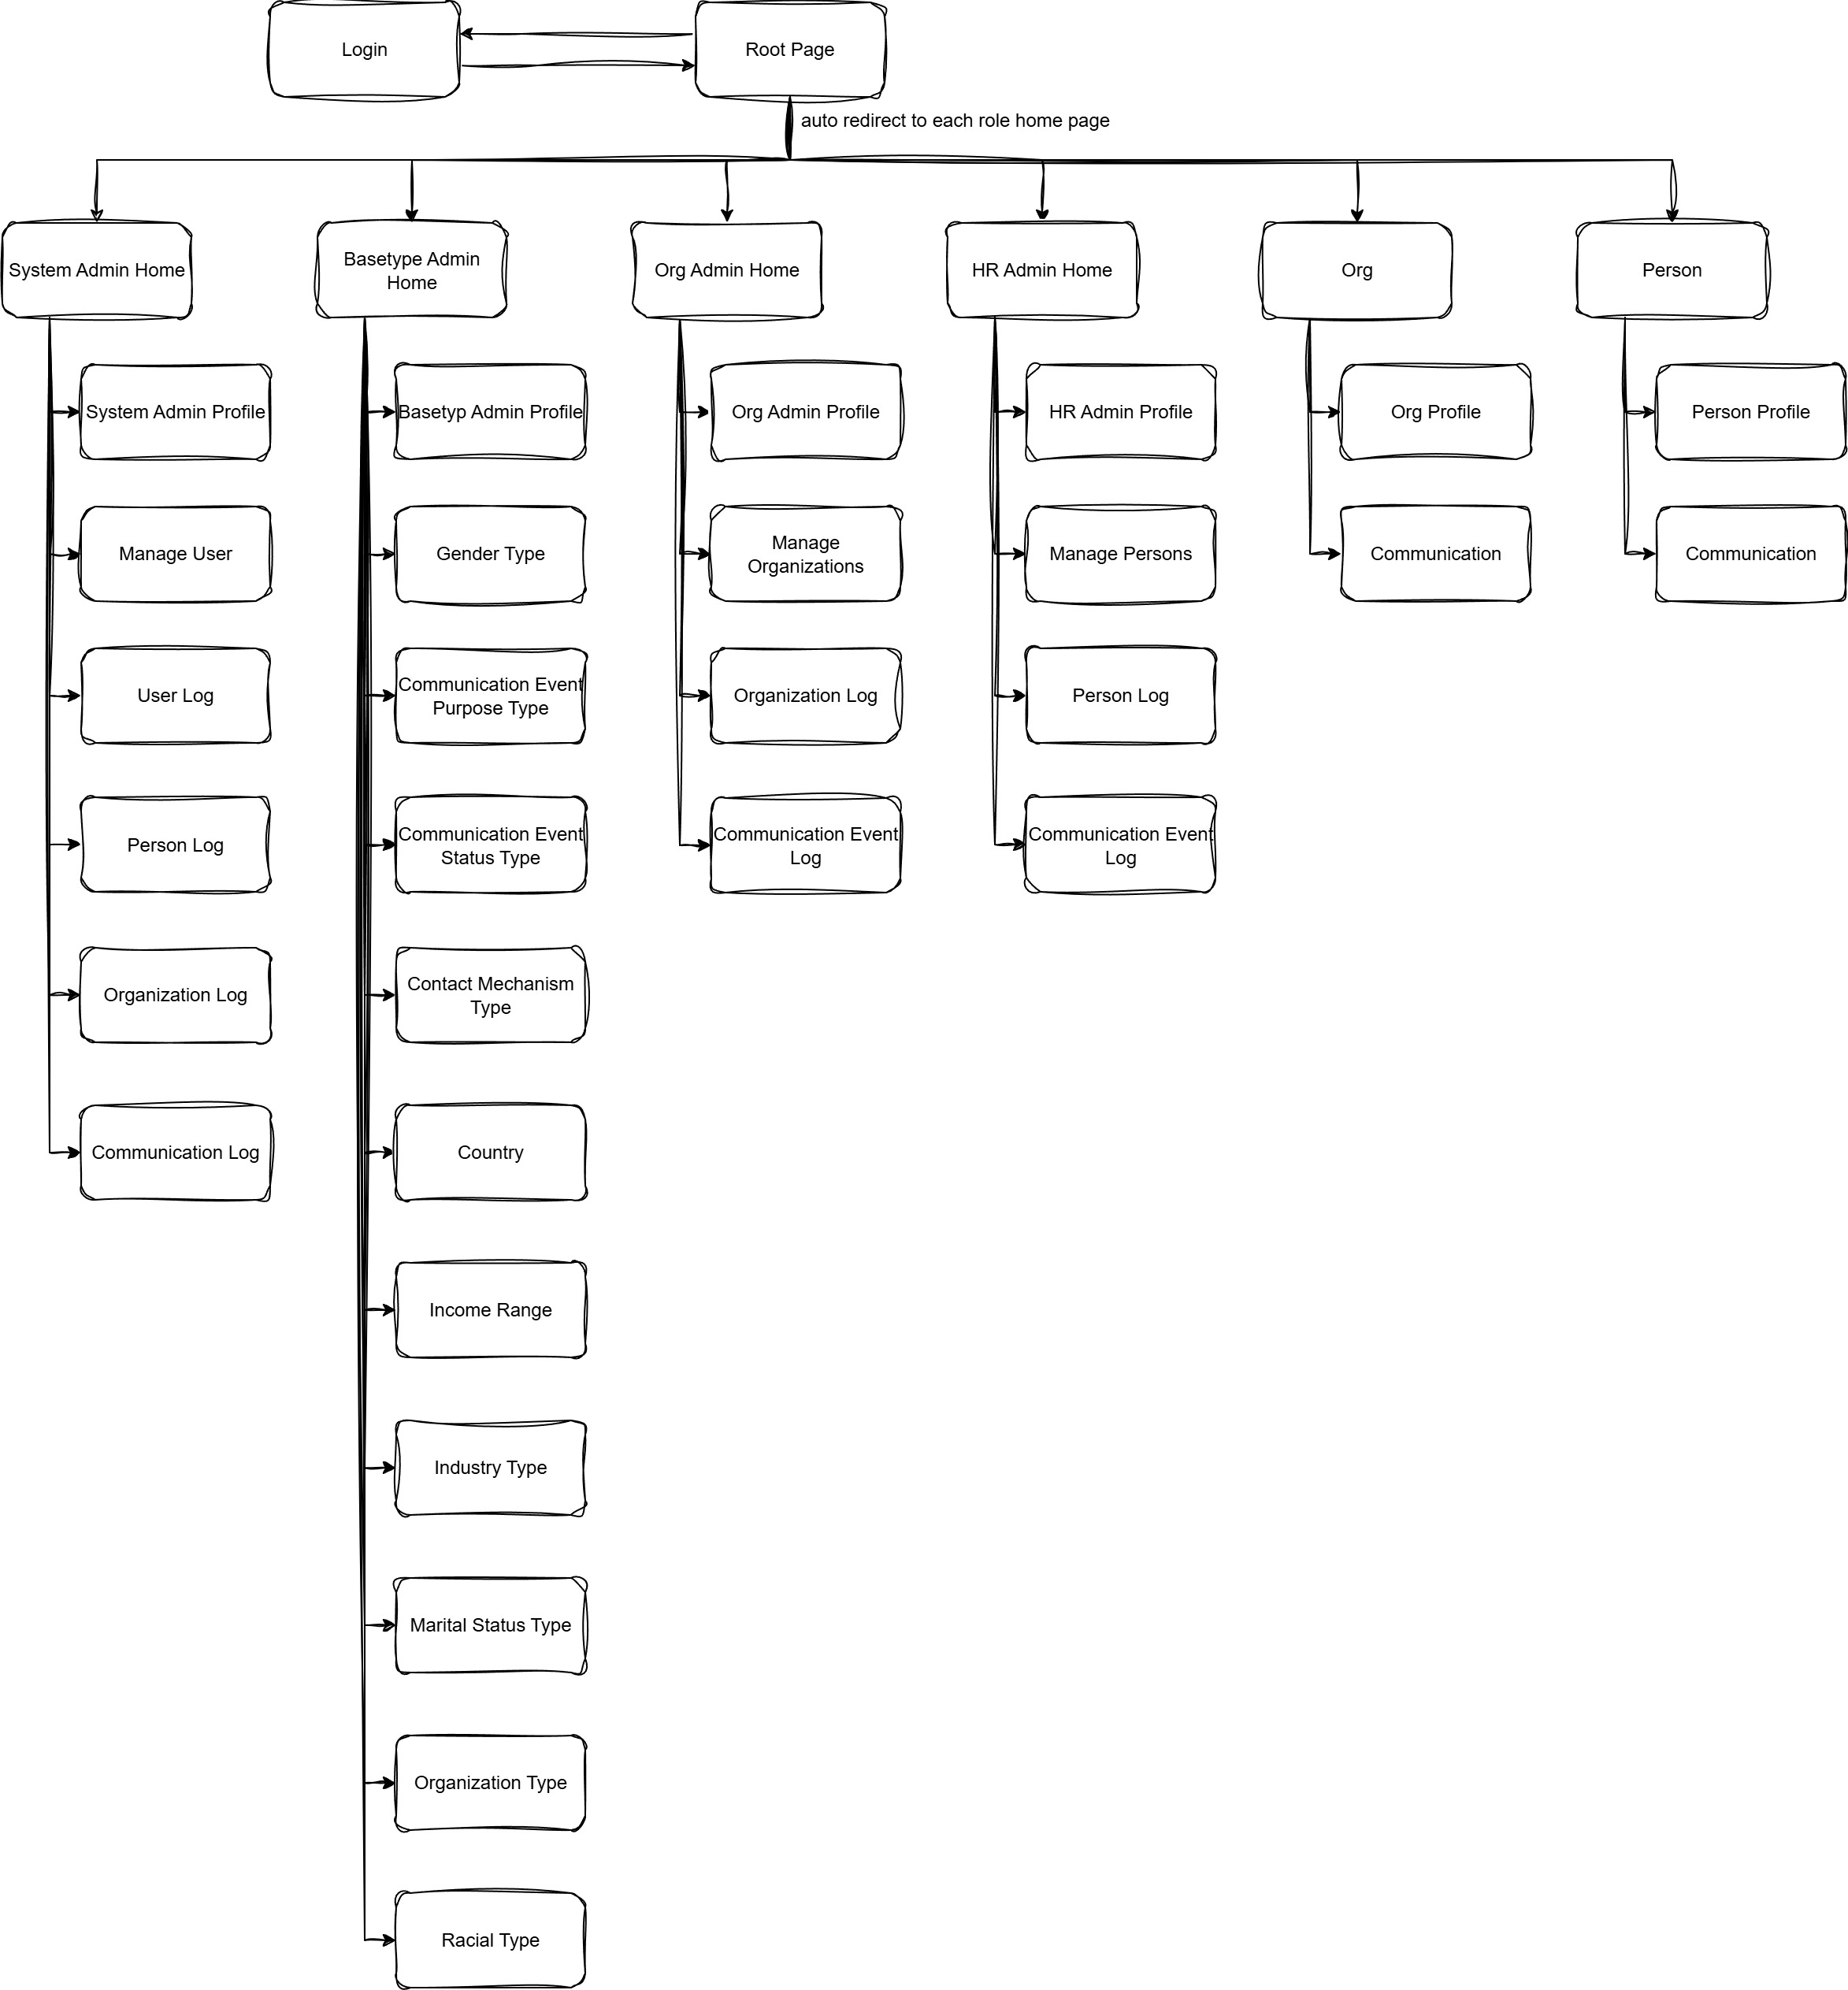 Login
Root Page
auto redirect to each role home page
System Admin Home
Basetype Admin
Home
Org Admin Home
HR Admin Home
Org
Person
System Admin Profile
Basetyp Admin Profile
Org Admin Profile
HR Admin Profile
Org Profile
Person Profile
Manage User
Gender Type
Manage
Organizations
Manage Persons
Communication
Communication
User Log
Communication Event
Purpose Type
Organization Log
Person Log
Person Log
Communication Event
Status Type
Communication Event
Log
Communication Event
Log
Organization Log
Contact Mechanism
Type
Communication Log
Country
Income Range
Industry Type
Marital Status Type
Organization Type
Racial Type